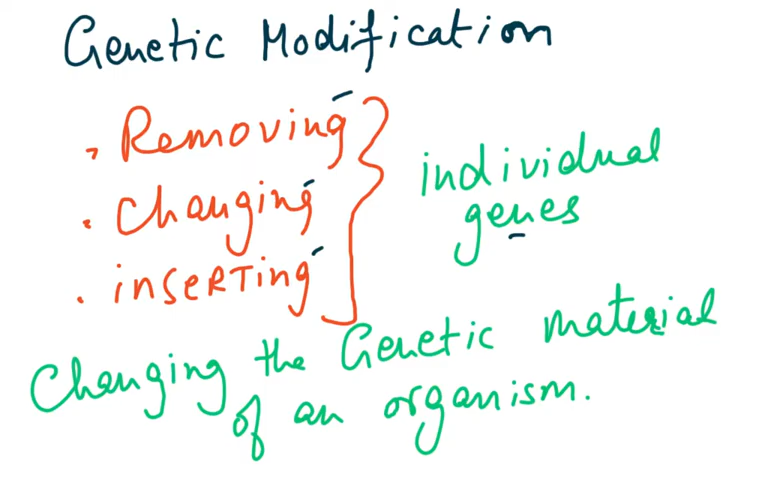 Genetic Modification
. Removing
. Changing
. inserting
individual
genes
Changing the Genetic material
of an organism.